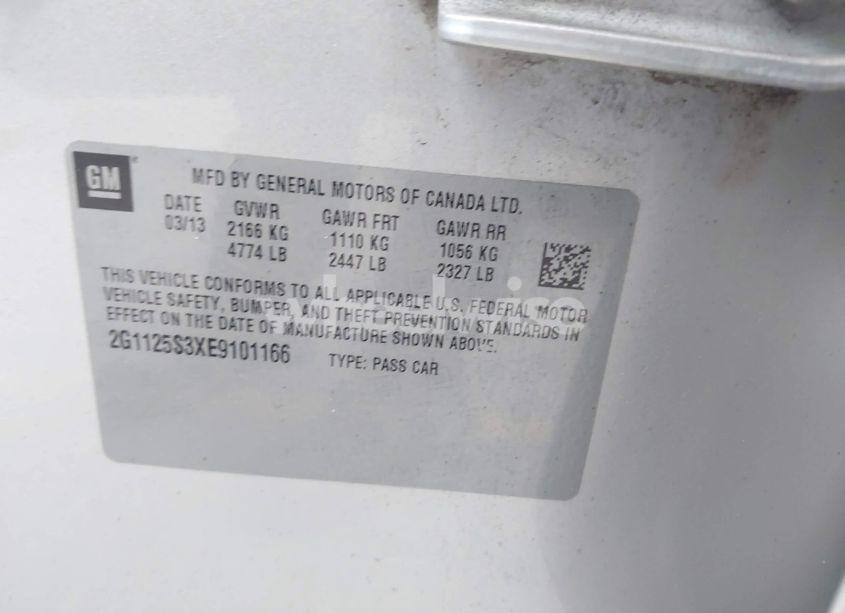 GM
MFD BY GENERAL MOTORS OF CANADA LTD.
DATE GVWR GAWR FRT GAWR RR
03/13 2166 KG 1110 KG 1056 KG
4774 LB 2447 LB 2327 LB
THIS VEHICLE CONFORMS TO ALL APPLICABLE U.S. FEDERAL MOTOR
VEHICLE SAFETY, BUMPER, AND THEFT PREVENTION STANDARDS IN
EFFECT ON THE DATE OF MANUFACTURE SHOWN ABOVE.
2G1125S3XE9101166 TYPE: PASS CAR